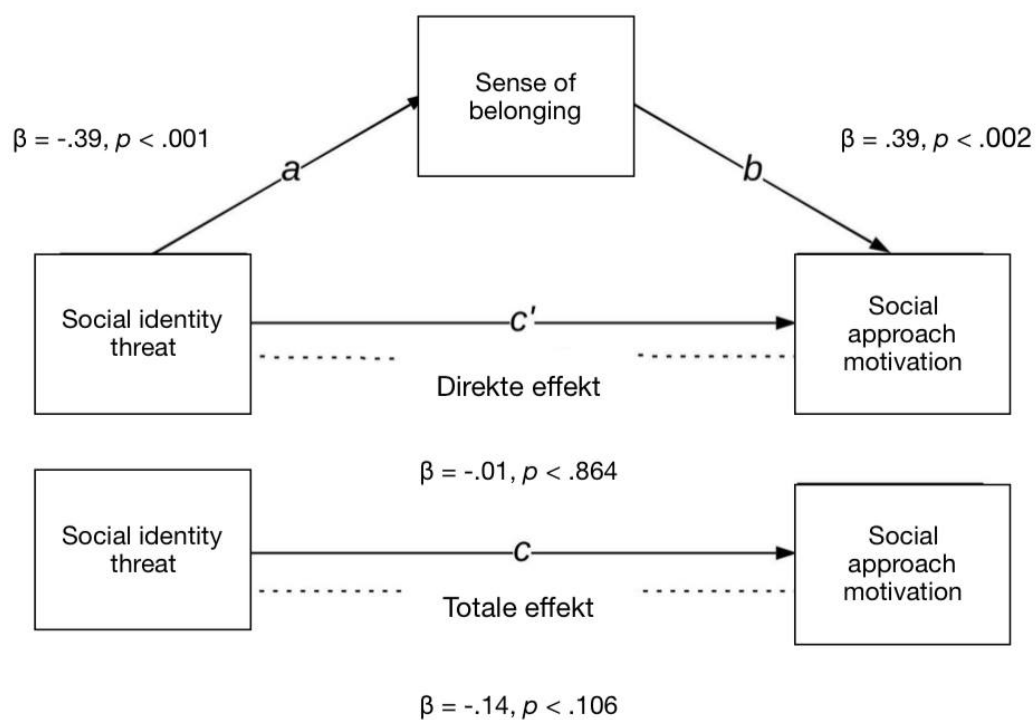 Sense of
belonging
β = -.39, p < .001
β = .39, p < .002
a
b
Social identity
threat
c'
Social
approach
motivation
Direkte effekt
β = -.01, p < .864
Social identity
threat
c
Social
approach
motivation
Totale effekt
β = -.14, p < .106